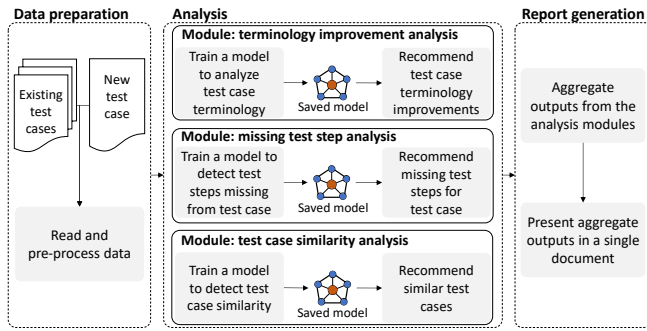 Data preparation
Existing
test
cases
New
test
case
Read and
pre-process data
Analysis
Module: terminology improvement analysis
Train a model
to analyze
test case
terminology
Saved model
Recommend
test case
terminology
improvements
Module: missing test step analysis
Train a model to
detect test
steps missing
from test case
Saved model
Recommend
missing test
steps for
test case
Module: test case similarity analysis
Train a model
to detect test
case similarity
Saved model
Recommend
similar test
cases
Report generation
Aggregate
outputs from the
analysis modules
Present aggregate
outputs in a single
document